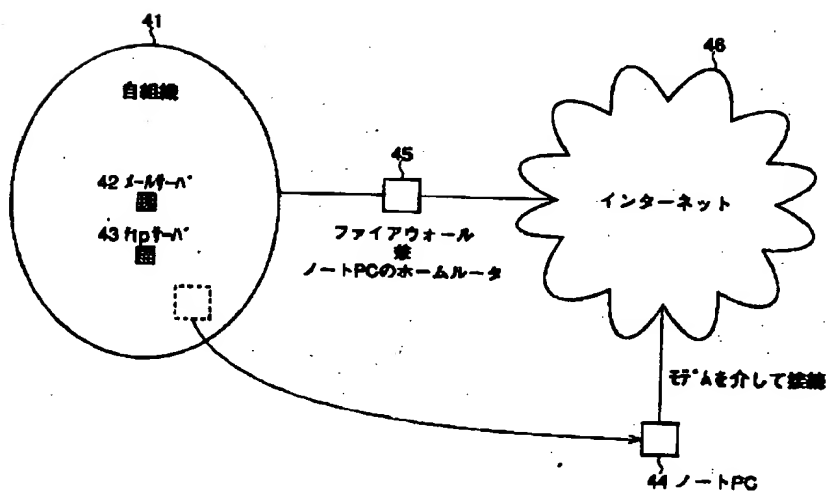 41
自組織
42 メールサーバ
43 ftpサーバ
45
ファイアウォール
兼
ノートPCのホームルータ
46
インターネット
モデムを介して接続
44 ノートPC